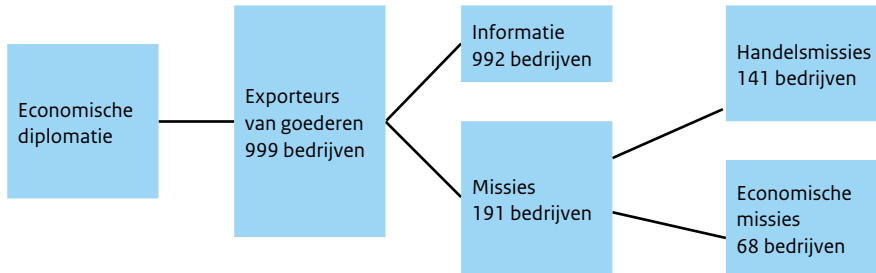 Economische
diplomatie
Exporteurs
van goederen
999 bedrijven
Informatie
992 bedrijven
Missies
191 bedrijven
Handelsmissies
141 bedrijven
Economische
missies
68 bedrijven